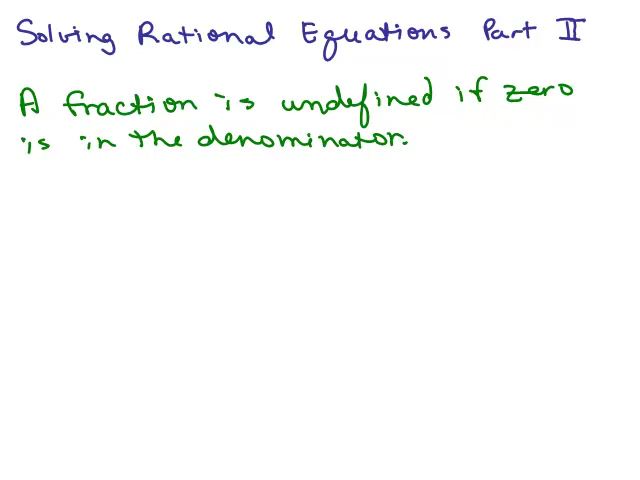 Solving Rational Equations Part II
A fraction is undefined if zero
is in the denominator.